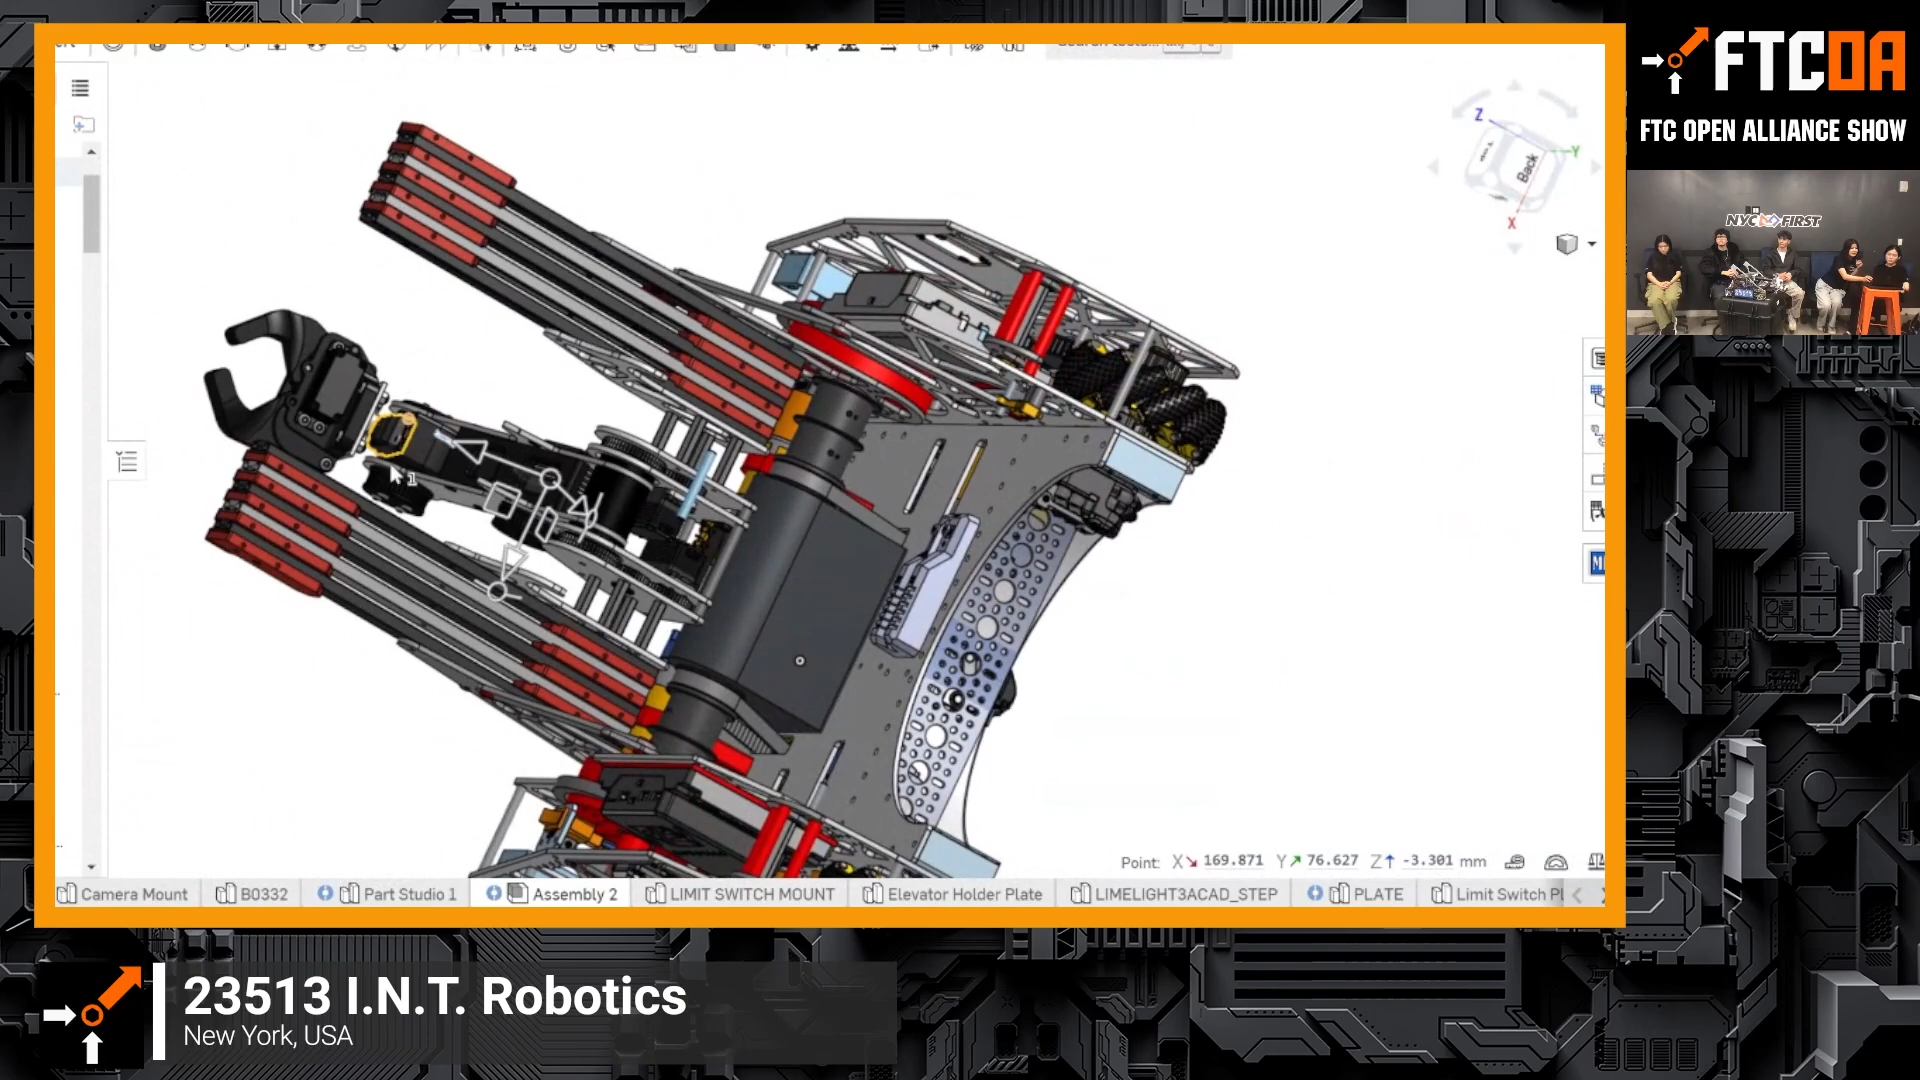 FTCOA
FTC OPEN ALLIANCE SHOW
NYC FIRST
Z
Y
X
Back
1
Point: X 169.871 Y 76.627 Z -3.301 mm
Camera Mount
B0332
Part Studio 1
Assembly 2
LIMIT SWITCH MOUNT
Elevator Holder Plate
LIMELIGHT3ACAD_STEP
PLATE
Limit Switch Pl
23513 I.N.T. Robotics
New York, USA